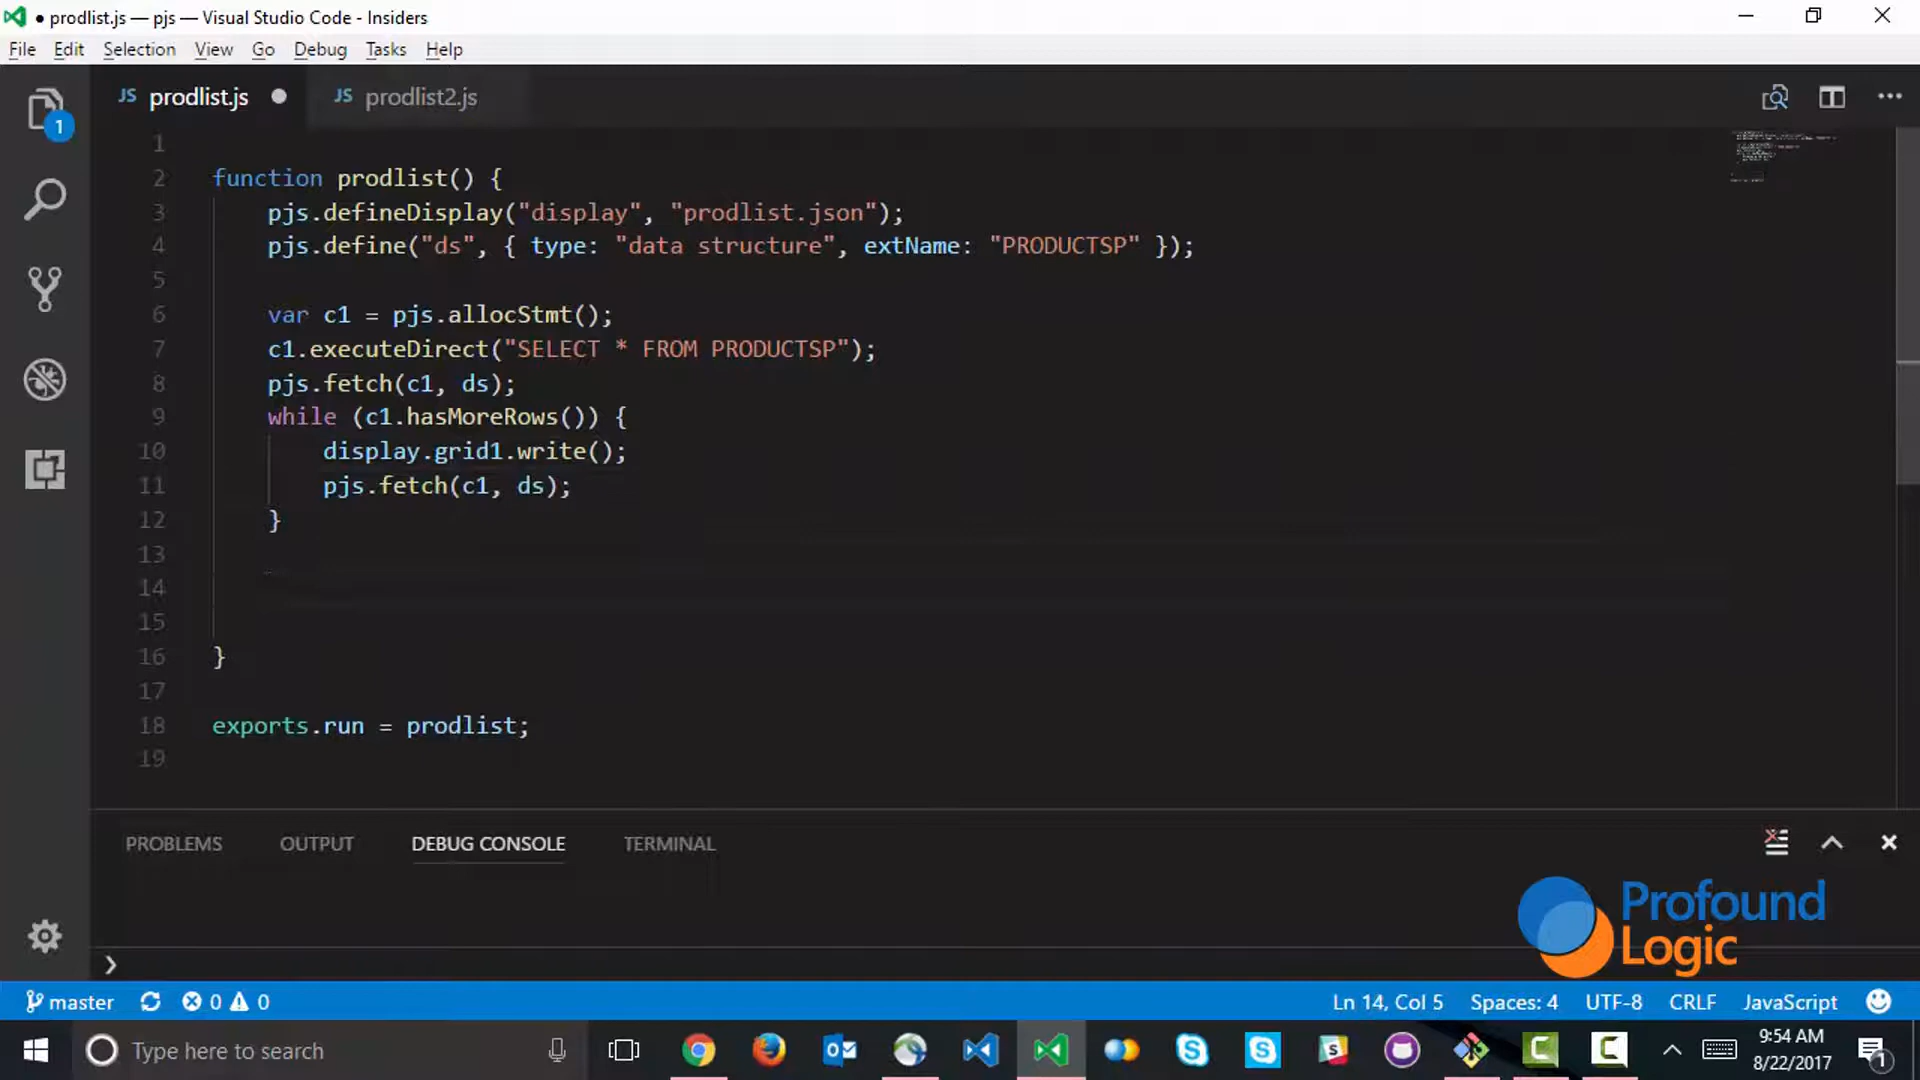 ● prodlist.js — pjs — Visual Studio Code - Insiders
File Edit Selection View Go Debug Tasks Help
JS prodlist.js ● JS prodlist2.js
1
1
2 function prodlist() {
3 pjs.defineDisplay("display", "prodlist.json");
4 pjs.define("ds", { type: "data structure", extName: "PRODUCTSP" });
5
6 var c1 = pjs.allocStmt();
7 c1.executeDirect("SELECT * FROM PRODUCTSP");
8 pjs.fetch(c1, ds);
9 while (c1.hasMoreRows()) {
10 display.grid1.write();
11 pjs.fetch(c1, ds);
12 }
13
14
15
16 }
17
18 exports.run = prodlist;
19
PROBLEMS OUTPUT DEBUG CONSOLE TERMINAL
Profound
Logic
master 0 0 Ln 14, Col 5 Spaces: 4 UTF-8 CRLF JavaScript
Type here to search
9:54 AM
8/22/2017
1